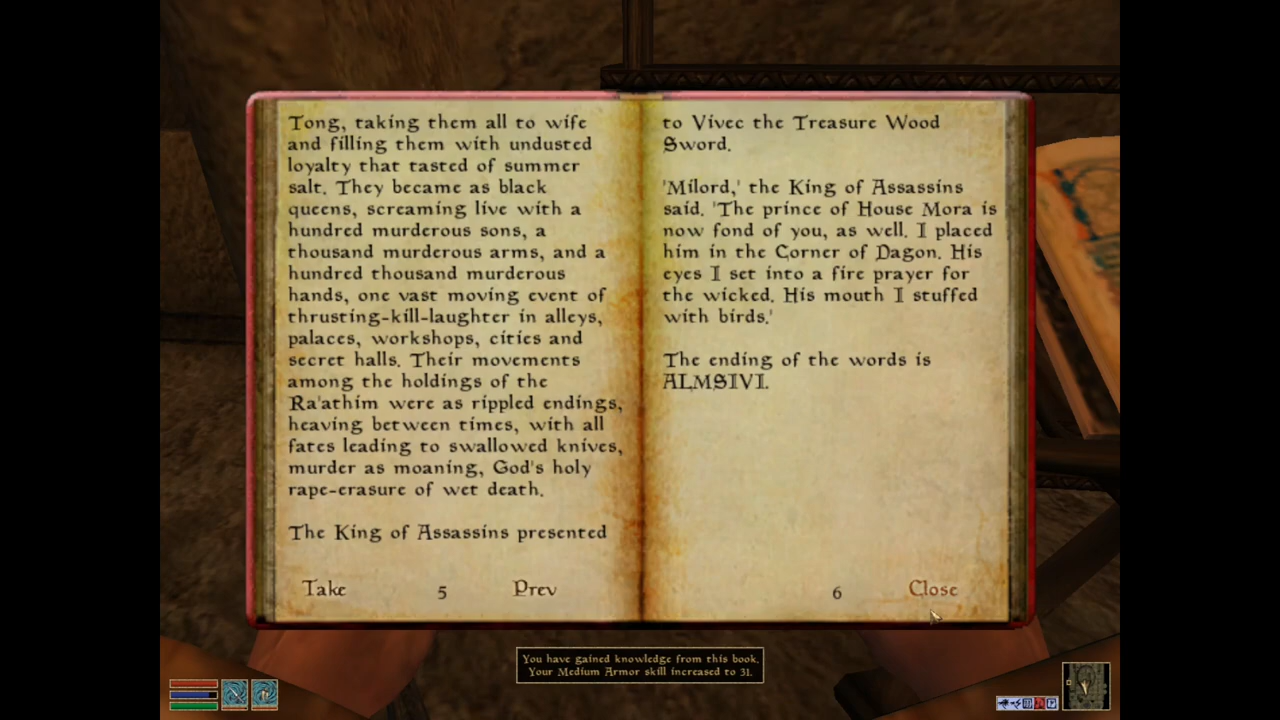 Tong, taking them all to wife
and filling them with undusted
loyalty that tasted of summer
salt. They became as black
queens, screaming live with a
hundred murderous sons, a
thousand murderous arms, and a
hundred thousand murderous
hands, one vast moving event of
thrusting-kill-laughter in alleys,
palaces, workshops, cities and
secret halls. Their movements
among the holdings of the
Ra'athim were as rippled endings,
heaving between times, with all
fates leading to swallowed knives,
murder as moaning, God's holy
rape-erasure of wet death.
The King of Assassins presented
Take 5 Prev
to Vivec the Treasure Wood
Sword.
'Milord,' the King of Assassins
said. 'The prince of House Mora is
now fond of you, as well. I placed
him in the Corner of Dagon. His
eyes I set into a fire prayer for
the wicked. His mouth I stuffed
with birds.'
The ending of the words is
ALMSIVI.
6 Close
You have gained knowledge from this book.
Your Medium Armor skill increased to 31.